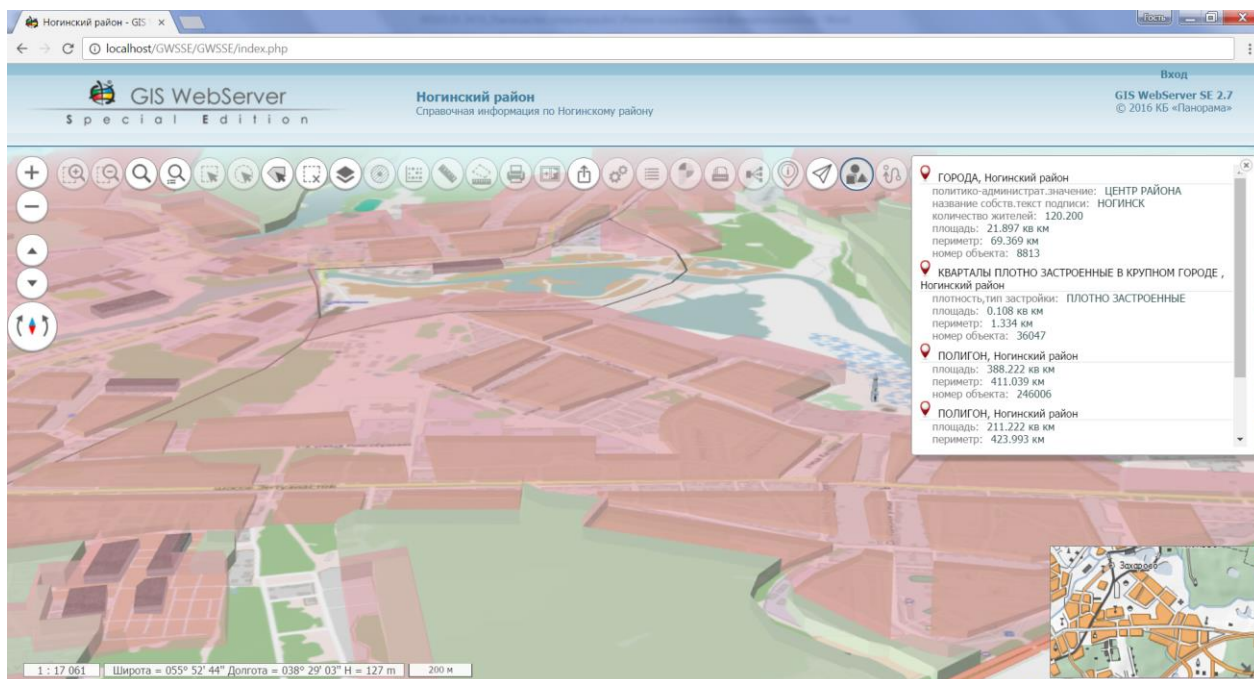 Ногинский район - GIS
Гость
localhost/GWSSE/GWSSE/index.php
Вход
GIS WebServer
Special Edition
Ногинский район
Справочная информация по Ногинскому району
GIS WebServer SE 2.7
© 2016 КБ «Панорама»
ГОРОДА, Ногинский район
политико-администрат.значение: ЦЕНТР РАЙОНА
название собств.текст подписи: НОГИНСК
количество жителей: 120.200
площадь: 21.897 кв км
периметр: 69.369 км
номер объекта: 8813
КВАРТАЛЫ ПЛОТНО ЗАСТРОЕННЫЕ В КРУПНОМ ГОРОДЕ ,
Ногинский район
плотность,тип застройки: ПЛОТНО ЗАСТРОЕННЫЕ
площадь: 0.108 кв км
периметр: 1.334 км
номер объекта: 36047
ПОЛИГОН, Ногинский район
площадь: 388.222 кв км
периметр: 411.039 км
номер объекта: 246006
ПОЛИГОН, Ногинский район
площадь: 211.222 кв км
периметр: 423.993 км
Захарово
1 : 17 061
Широта = 055° 52' 44" Долгота = 038° 29' 03" H = 127 m
200 м